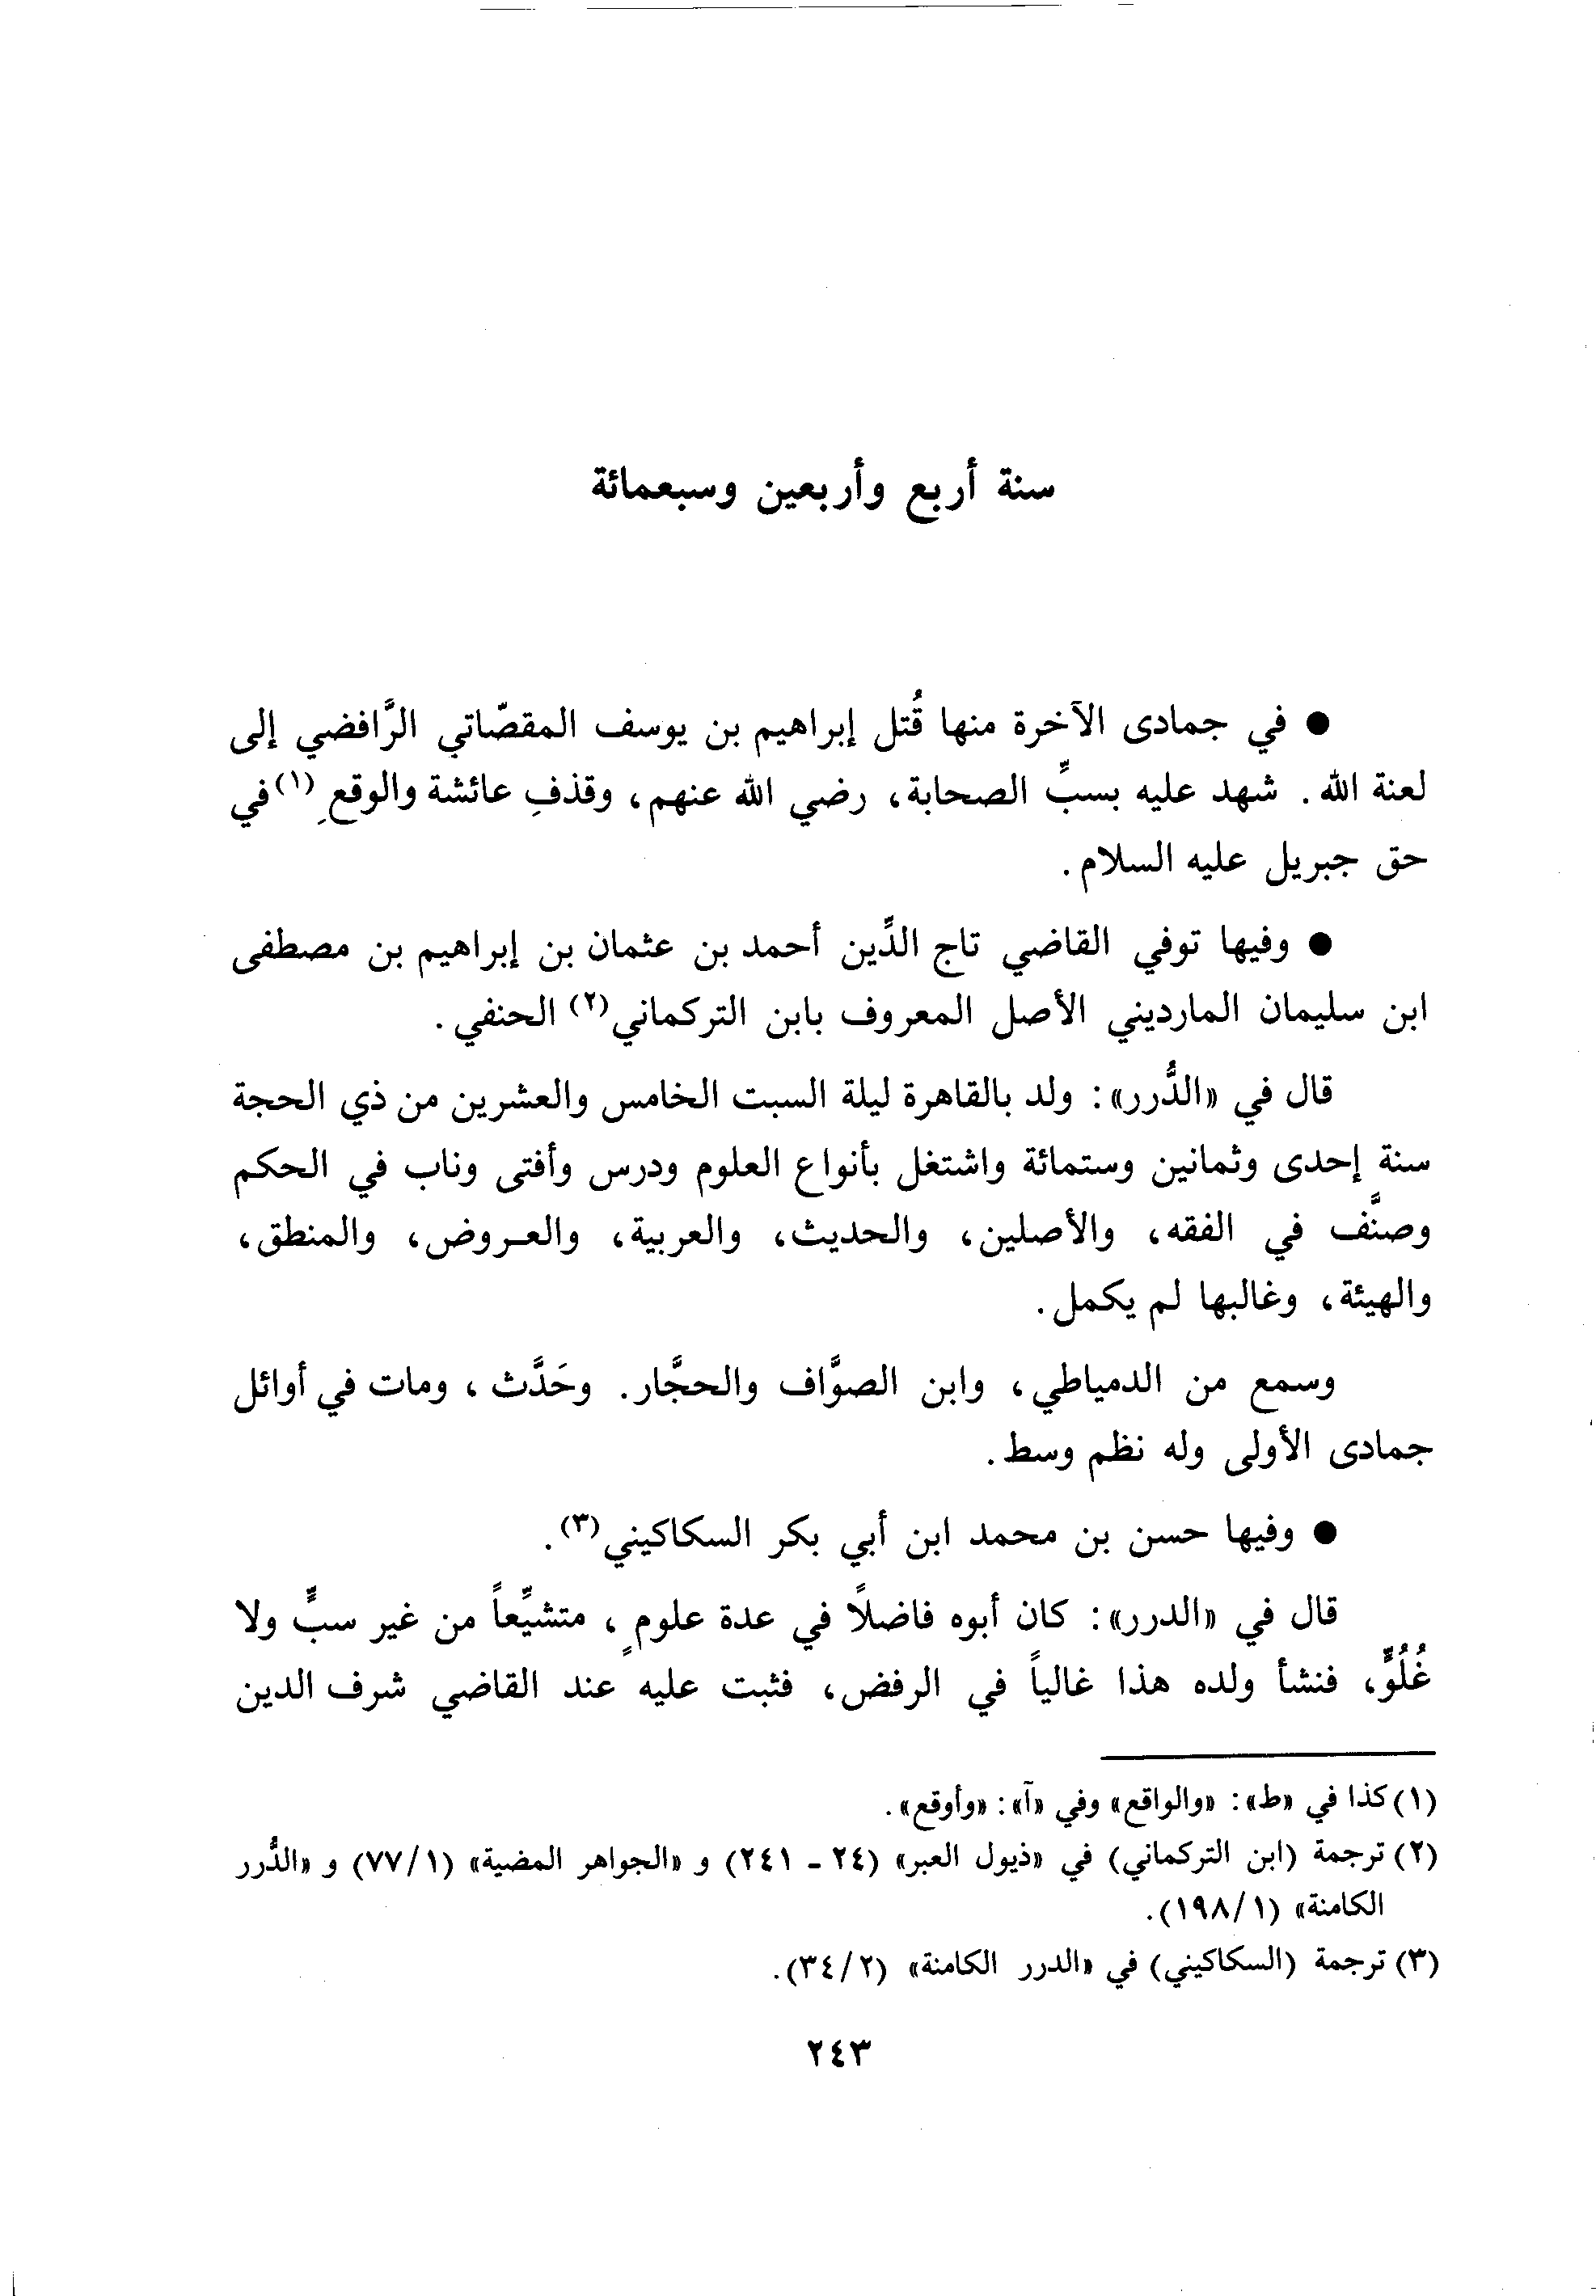 سنة أربع وأربعين وسبعمائة
● في جمادى الآخرة منها قُتل إبراهيم بن يوسف المقصّاتي الرَّافضي إلى
لعنة الله. شهد عليه بسبِّ الصحابة، رضي الله عنهم، وقذفِ عائشة والوقعِ(١) في
حق جبريل عليه السلام.
● وفيها توفي القاضي تاج الدِّين أحمد بن عثمان بن إبراهيم بن مصطفى
ابن سليمان المارديني الأصل المعروف بابن التركماني(٢) الحنفي.
قال في «الدُّرر»: ولد بالقاهرة ليلة السبت الخامس والعشرين من ذي الحجة
سنة إحدى وثمانين وستمائة واشتغل بأنواع العلوم ودرس وأفتى وناب في الحكم
وصنَّف في الفقه، والأصلين، والحديث، والعربية، والعـروض، والمنطق،
والهيئة، وغالبها لم يكمل.
وسمع من الدمياطي، وابن الصوَّاف والحجَّار. وحَدَّث، ومات في أوائل
جمادى الأولى وله نظم وسط.
● وفيها حسن بن محمد ابن أبي بكر السكاكيني(٣).
قال في «الدرر»: كان أبوه فاضلاً في عدة علومٍ، متشيِّعاً من غير سبٍّ ولا
غُلُوٍّ، فنشأ ولده هذا غالياً في الرفض، فثبت عليه عند القاضي شرف الدين
(١) كذا في «ط»: «والواقع» وفي «آ»: «وأوقع».
(٢) ترجمة (ابن التركماني) في «ذيول العبر» (٢٤ - ٢٤١) و «الجواهر المضية» (٧٧/١) و «الدُّرر
الكامنة» (١٩٨/١).
(٣) ترجمة (السكاكيني) في «الدرر الكامنة» (٣٤/٢).
٢٤٣